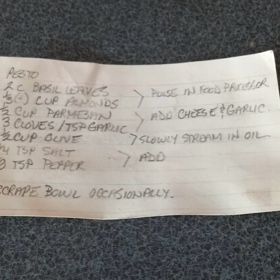 PESTO
2 C BASIL LEAVES > PULSE IN FOOD PROCESSOR
1/3 (+) CUP ALMONDS
1/2 CUP PARMESAN > ADD CHEESE & GARLIC
3 CLOVES / TSP GARLIC
1/2 CUP OLIVE > SLOWLY STREAM IN OIL
1/4 TSP SALT > ADD
TSP PEPPER
SCRAPE BOWL OCCASIONALLY.